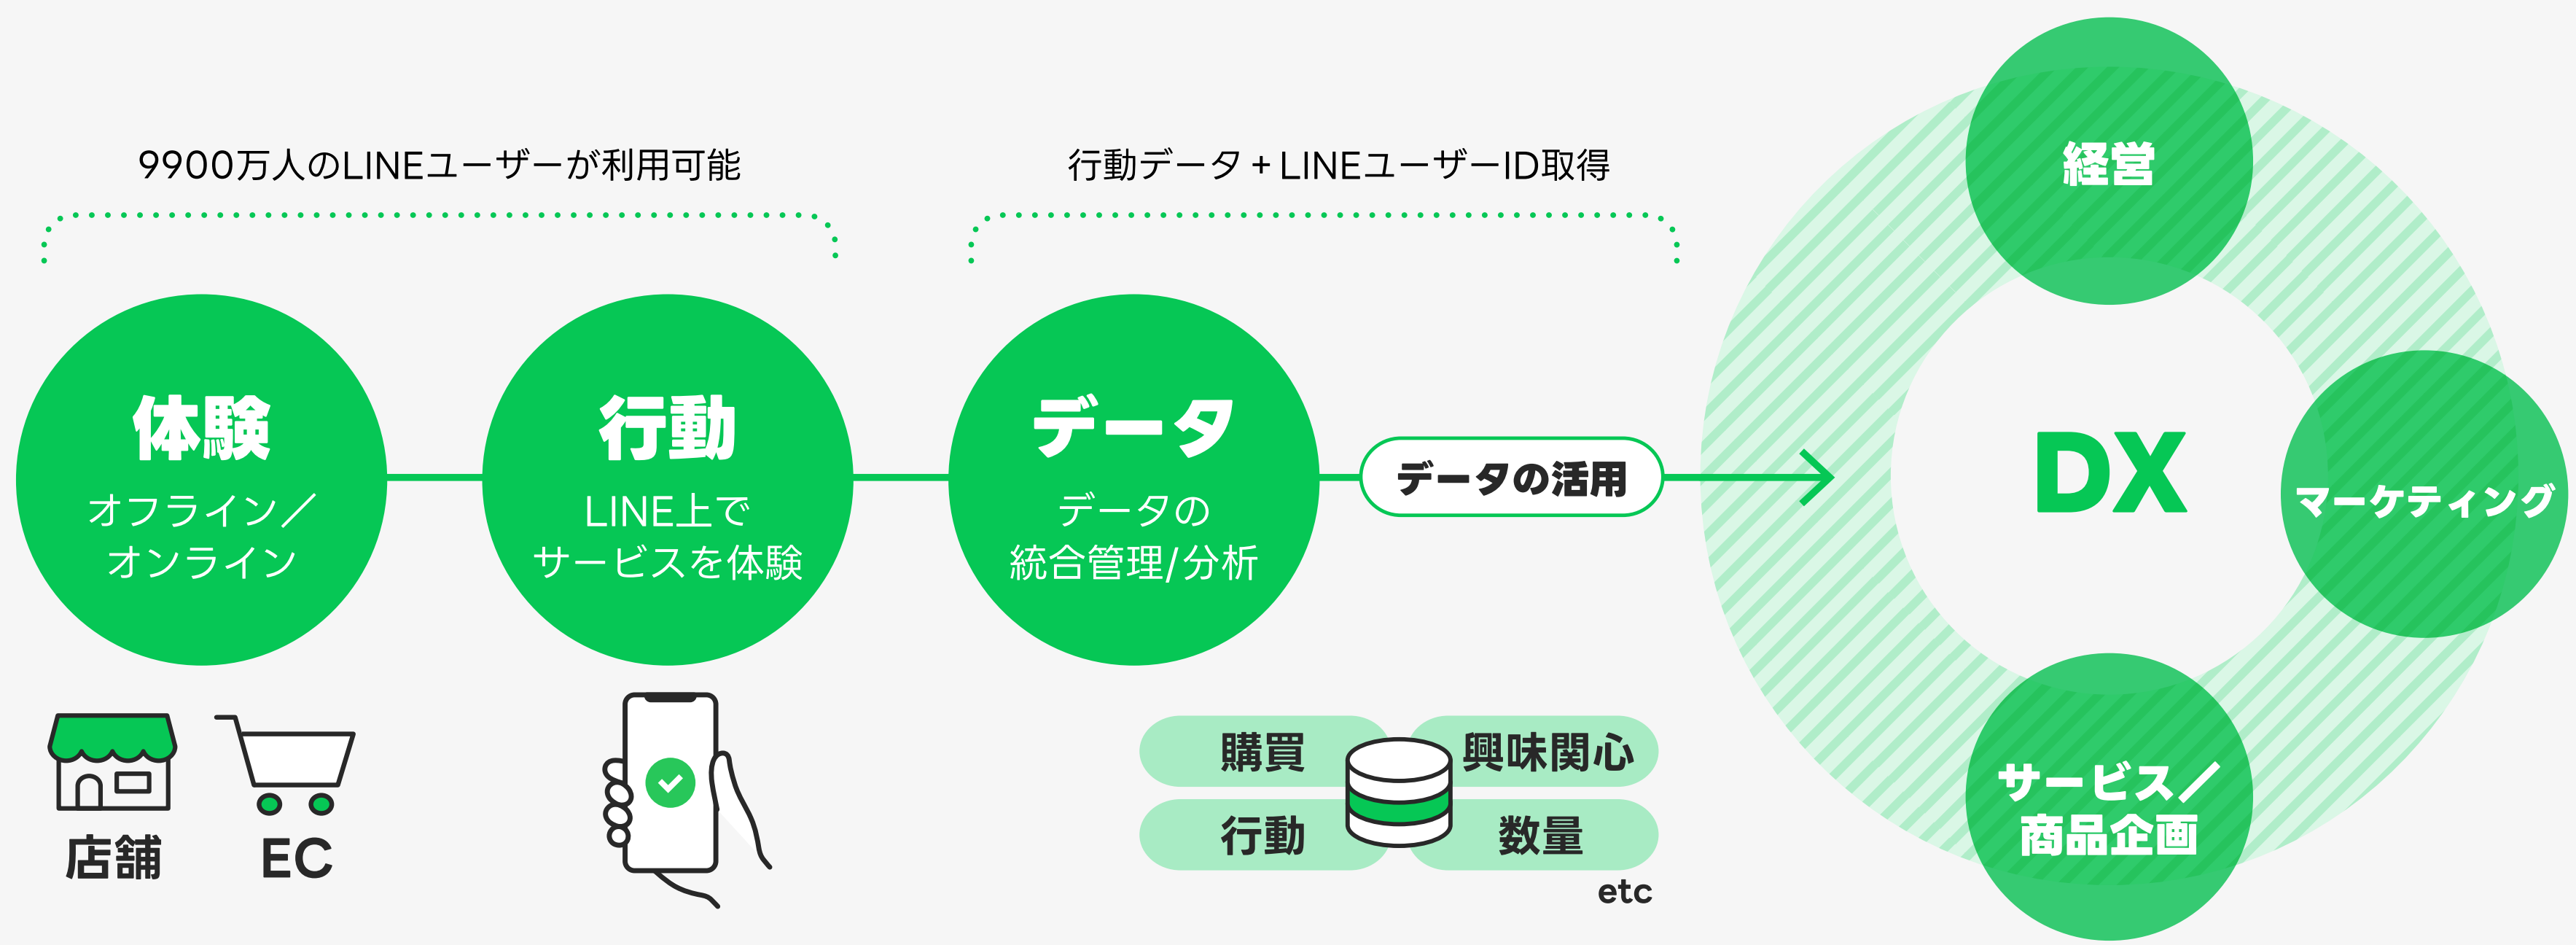 9900万人のLINEユーザーが利用可能
行動データ + LINEユーザーID取得
体験
オフライン／
オンライン
行動
LINE上で
サービスを体験
データ
データの
統合管理/分析
データの活用
店舗
EC
購買
興味関心
行動
数量
etc
DX
経営
マーケティング
サービス／
商品企画